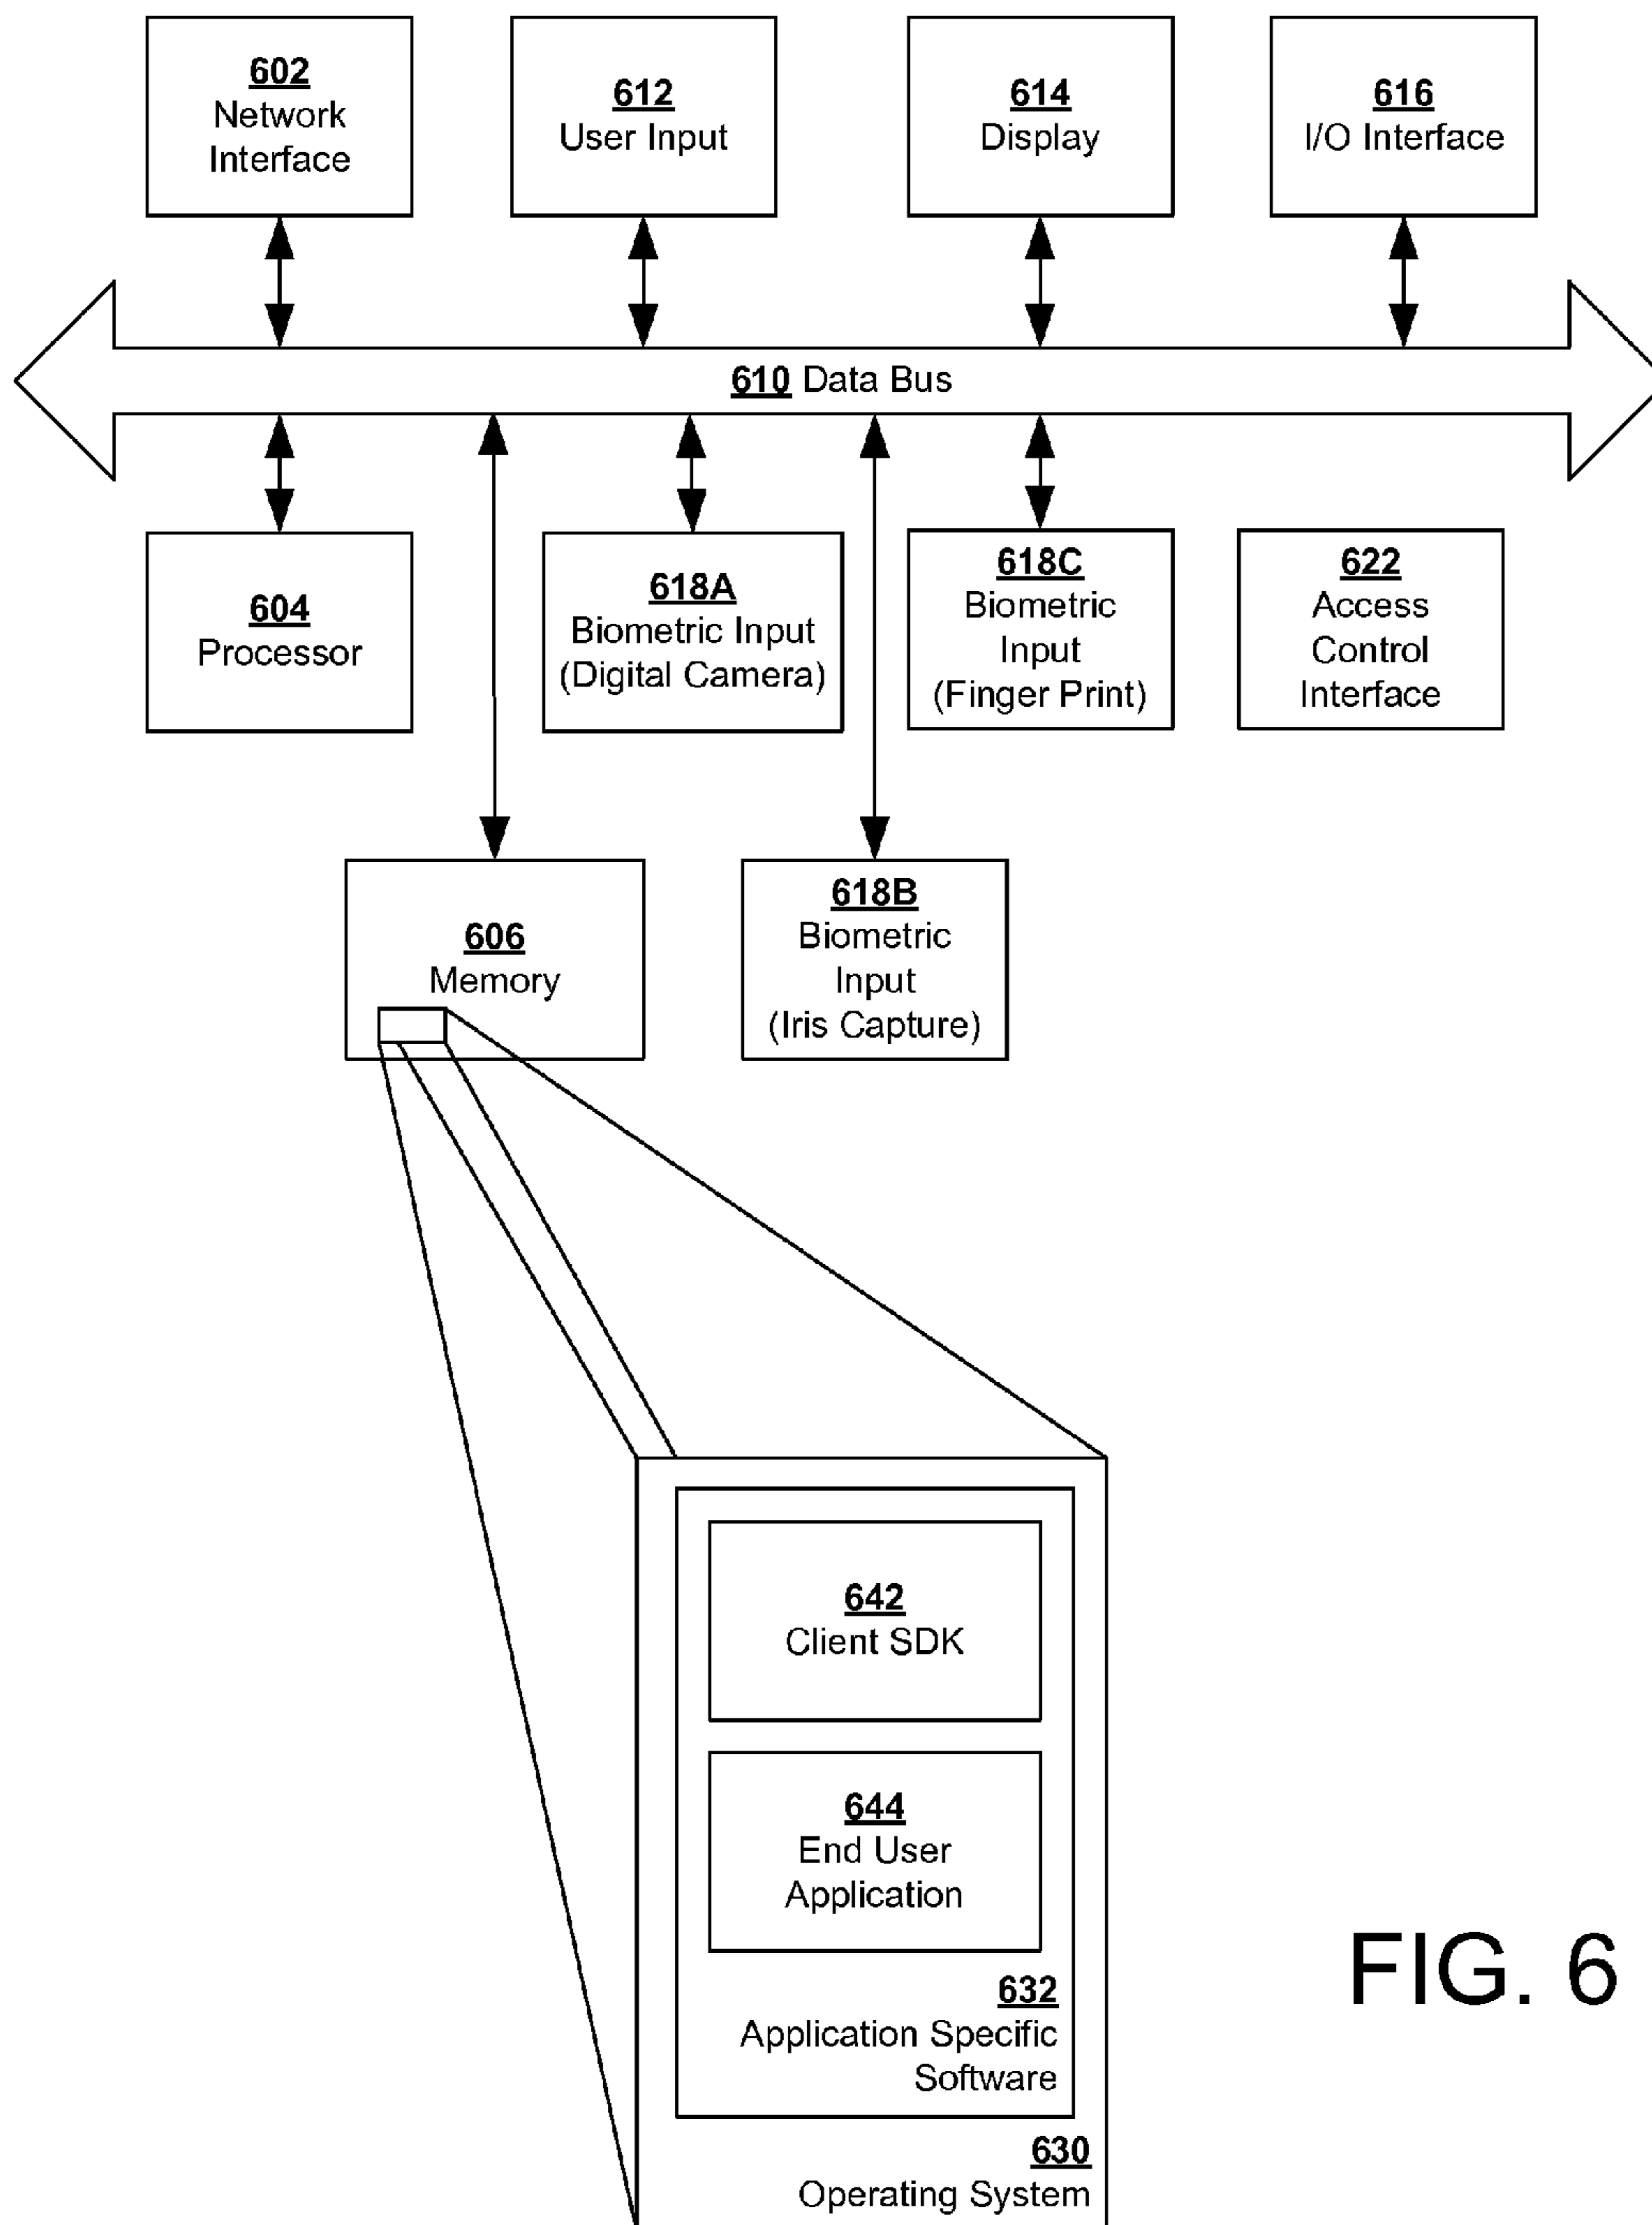 602
Network
Interface
612
User Input
614
Display
616
I/O Interface
610 Data Bus
604
Processor
618A
Biometric Input
(Digital Camera)
618C
Biometric
Input
(Finger Print)
622
Access
Control
Interface
606
Memory
618B
Biometric
Input
(Iris Capture)
642
Client SDK
644
End User
Application
632
Application Specific
Software
630
Operating System
FIG. 6